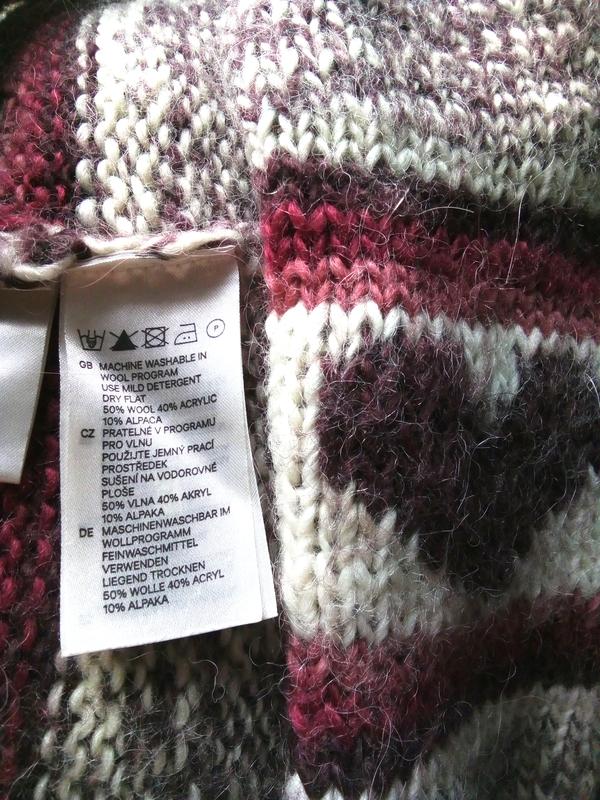 P
GB MACHINE WASHABLE IN
WOOL PROGRAM
USE MILD DETERGENT
DRY FLAT
50% WOOL 40% ACRYLIC
10% ALPACA
CZ PRATELNÉ V PROGRAMU
PRO VLNU
POUŽIJTE JEMNÝ PRACÍ
PROSTŘEDEK
SUŠENÍ NA VODOROVNÉ
PLOŠE
50% VLNA 40% AKRYL
10% ALPAKA
DE MASCHINENWASCHBAR IM
WOLLPROGRAMM
FEINWASCHMITTEL
VERWENDEN
LIEGEND TROCKNEN
50% WOLLE 40% ACRYL
10% ALPAKA